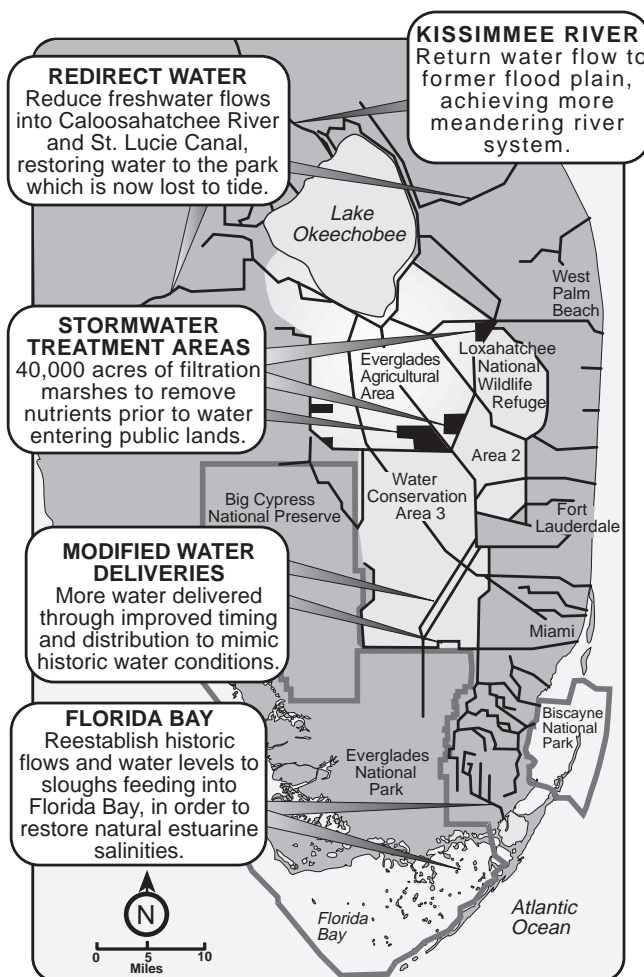 KISSIMMEE RIVER
Return water flow to
former flood plain,
achieving more
meandering river
system.
REDIRECT WATER
Reduce freshwater flows
into Caloosahatchee River
and St. Lucie Canal,
restoring water to the park
which is now lost to tide.
Lake
Okeechobee
West
Palm
Beach
STORMWATER
TREATMENT AREAS
40,000 acres of filtration
marshes to remove
nutrients prior to water
entering public lands.
Everglades
Agricultural
Area
Loxahatchee
National
Wildlife
Refuge
Area 2
Water
Conservation
Area 3
Big Cypress
National Preserve
Fort
Lauderdale
MODIFIED WATER
DELIVERIES
More water delivered
through improved timing
and distribution to mimic
historic water conditions.
Miami
FLORIDA BAY
Reestablish historic
flows and water levels to
sloughs feeding into
Florida Bay, in order to
restore natural estuarine
salinities.
Biscayne
National
Park
Everglades
National
Park
N
0 5 10
Miles
Florida
Bay
Atlantic
Ocean